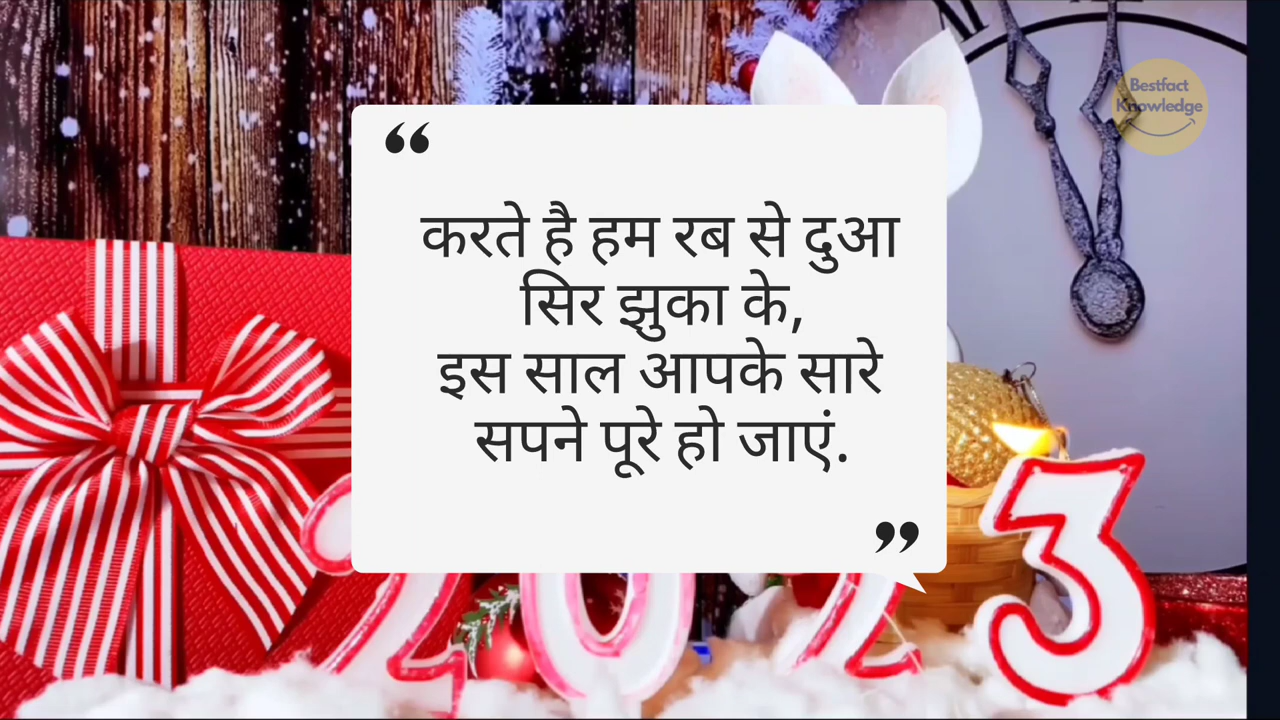 Bestfact
Knowledge
“
करते है हम रब से दुआ
सिर झुका के,
इस साल आपके सारे
सपने पूरे हो जाएं.
”
2023